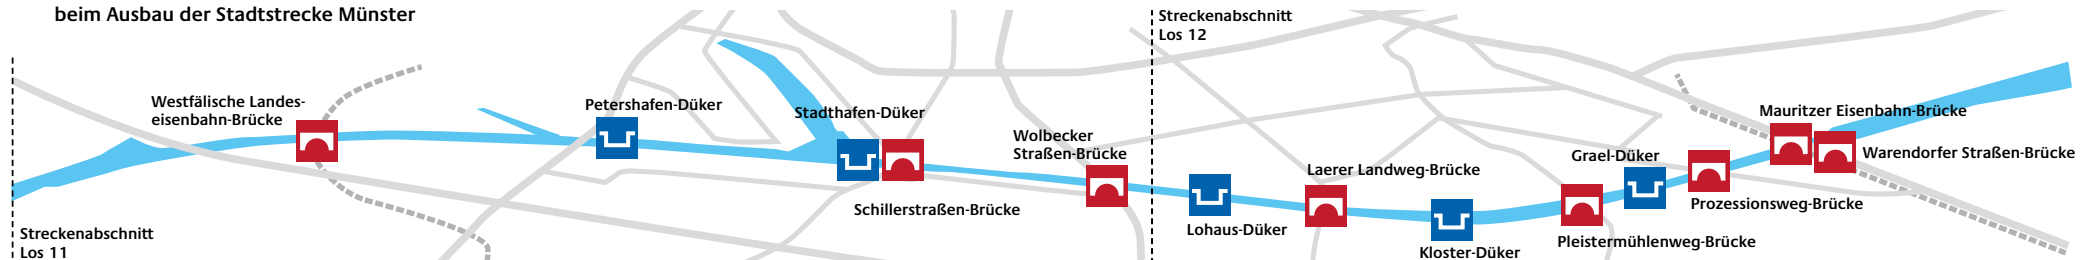 beim Ausbau der Stadtstrecke Münster
Streckenabschnitt
Los 12
Westfälische Landes-
eisenbahn-Brücke
Petershafen-Düker
Stadthafen-Düker
Wolbecker
Straßen-Brücke
Schillerstraßen-Brücke
Streckenabschnitt
Los 11
Mauritzer Eisenbahn-Brücke
Warendorfer Straßen-Brücke
Grael-Düker
Laerer Landweg-Brücke
Prozessionsweg-Brücke
Lohaus-Düker
Pleistermühlenweg-Brücke
Kloster-Düker